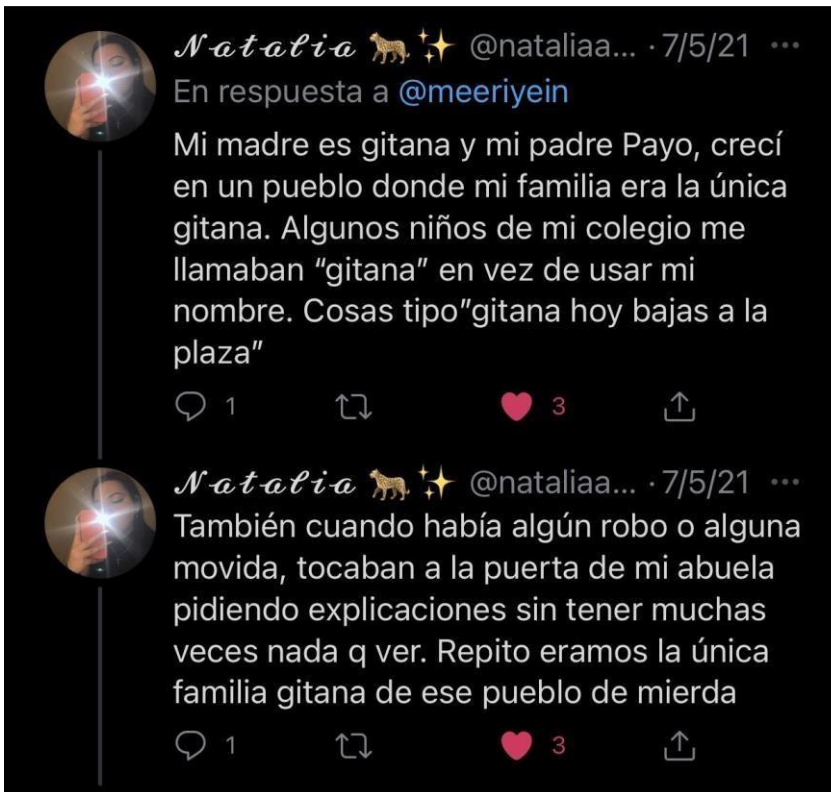 𝓝𝓪𝓽𝓪𝓵𝓲𝓪 🐆✨ @nataliaa... · 7/5/21 ···
En respuesta a @meeriyein
Mi madre es gitana y mi padre Payo, crecí
en un pueblo donde mi familia era la única
gitana. Algunos niños de mi colegio me
llamaban “gitana” en vez de usar mi
nombre. Cosas tipo”gitana hoy bajas a la
plaza”
1 3
𝓝𝓪𝓽𝓪𝓵𝓲𝓪 🐆✨ @nataliaa... · 7/5/21 ···
También cuando había algún robo o alguna
movida, tocaban a la puerta de mi abuela
pidiendo explicaciones sin tener muchas
veces nada q ver. Repito eramos la única
familia gitana de ese pueblo de mierda
1 3